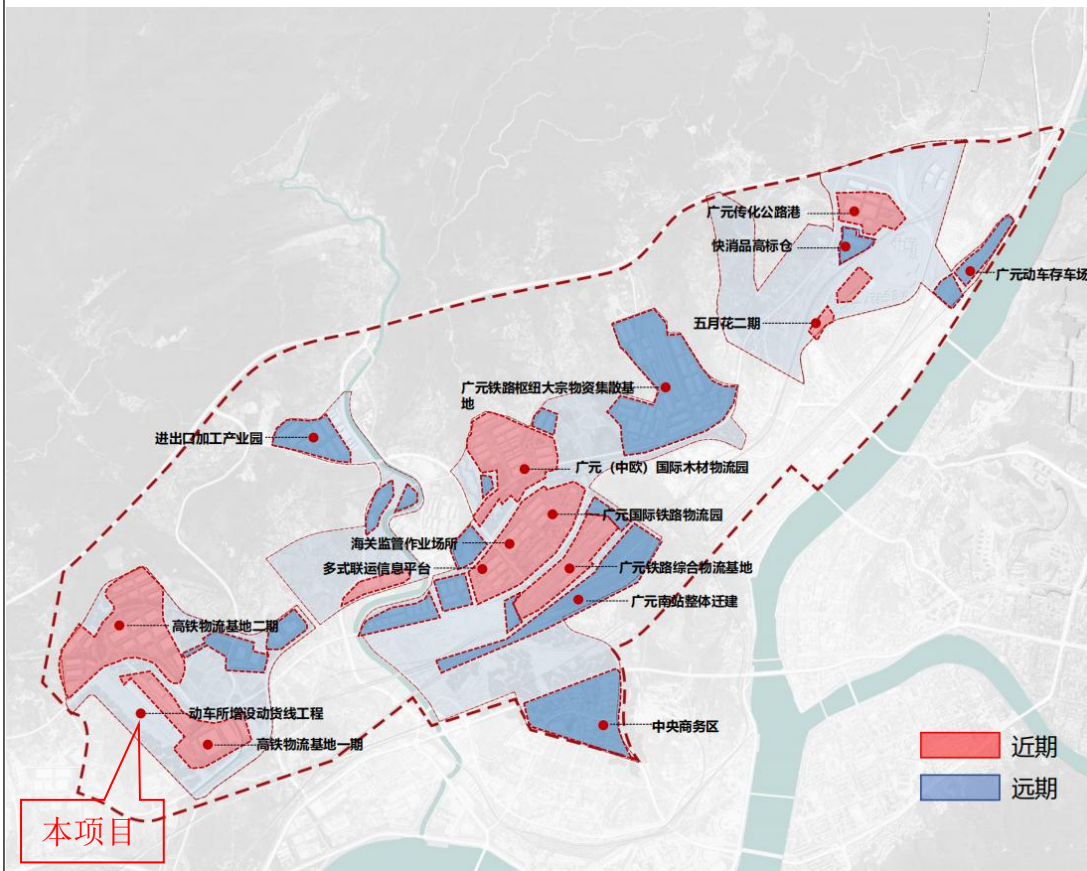 广元传化公路港
快消品高标仓
广元动车存车场
五月花二期
广元铁路枢纽大宗物资集散基
地
进出口加工产业园
广元（中欧）国际木材物流园
广元国际铁路物流园
海关监管作业场所
多式联运信息平台
广元铁路综合物流基地
广元南站整体迁建
高铁物流基地二期
动车所增设动货线工程
中央商务区
高铁物流基地一期
近期
远期
本项目